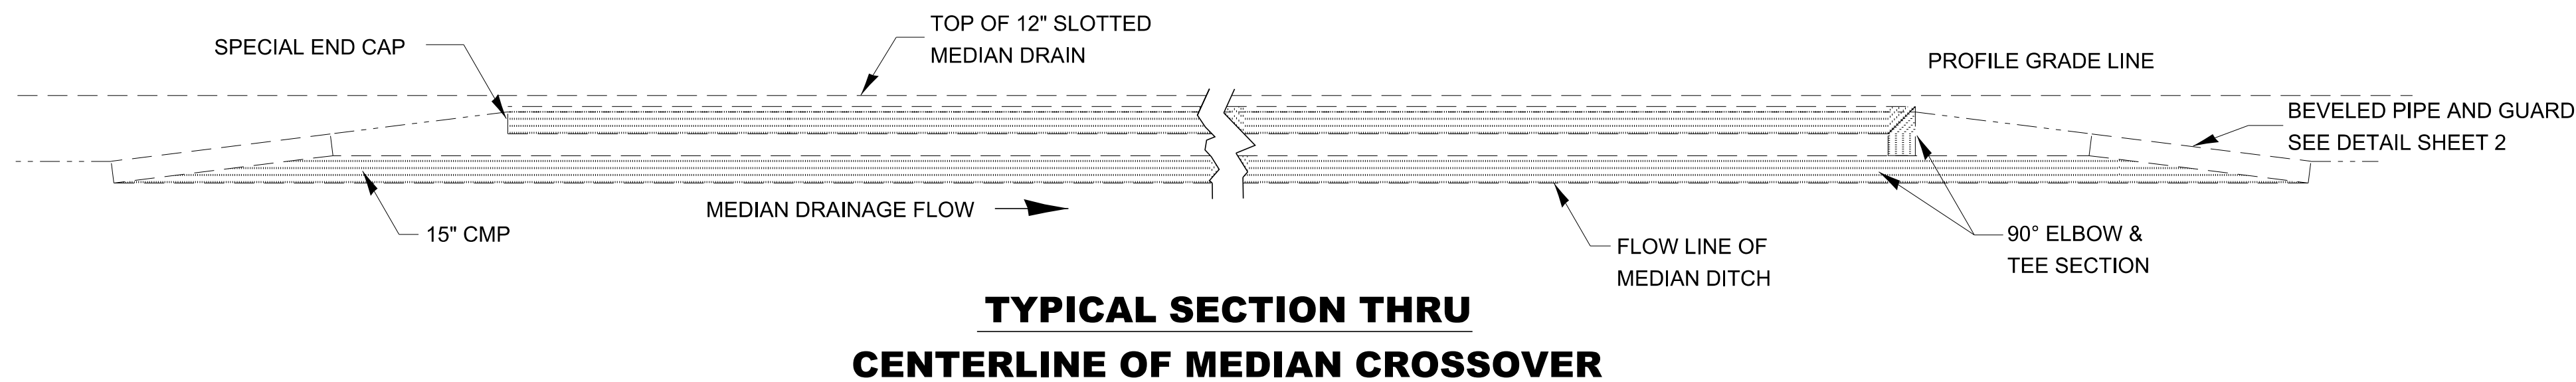 SPECIAL END CAP
TOP OF 12" SLOTTED
MEDIAN DRAIN
PROFILE GRADE LINE
BEVELED PIPE AND GUARD
SEE DETAIL SHEET 2
15" CMP
MEDIAN DRAINAGE FLOW
FLOW LINE OF
MEDIAN DITCH
90° ELBOW &
TEE SECTION
TYPICAL SECTION THRU
CENTERLINE OF MEDIAN CROSSOVER